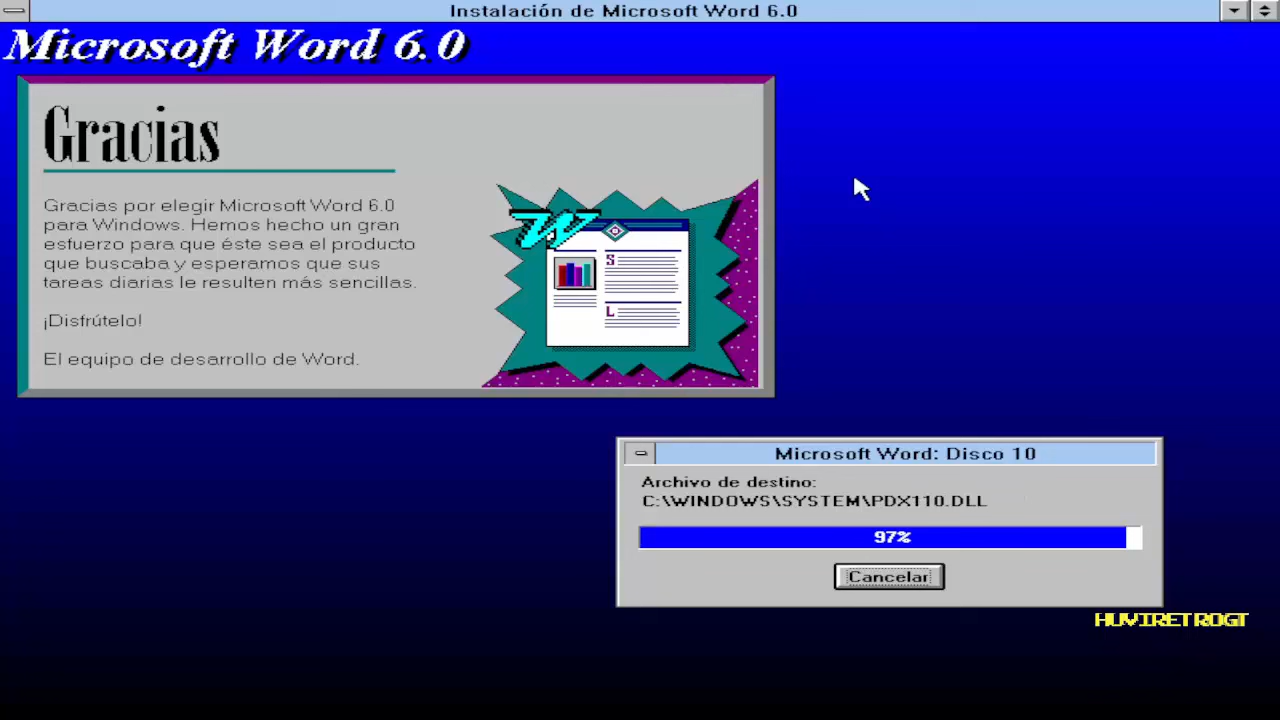 Instalación de Microsoft Word 6.0
Microsoft Word 6.0
Gracias
Gracias por elegir Microsoft Word 6.0
para Windows. Hemos hecho un gran
esfuerzo para que éste sea el producto
que buscaba y esperamos que sus
tareas diarias le resulten más sencillas.
¡Disfrútelo!
El equipo de desarrollo de Word.
W
S
L
Microsoft Word: Disco 10
Archivo de destino:
C:\WINDOWS\SYSTEM\PDX110.DLL
97%
Cancelar
HUVIRETROGT